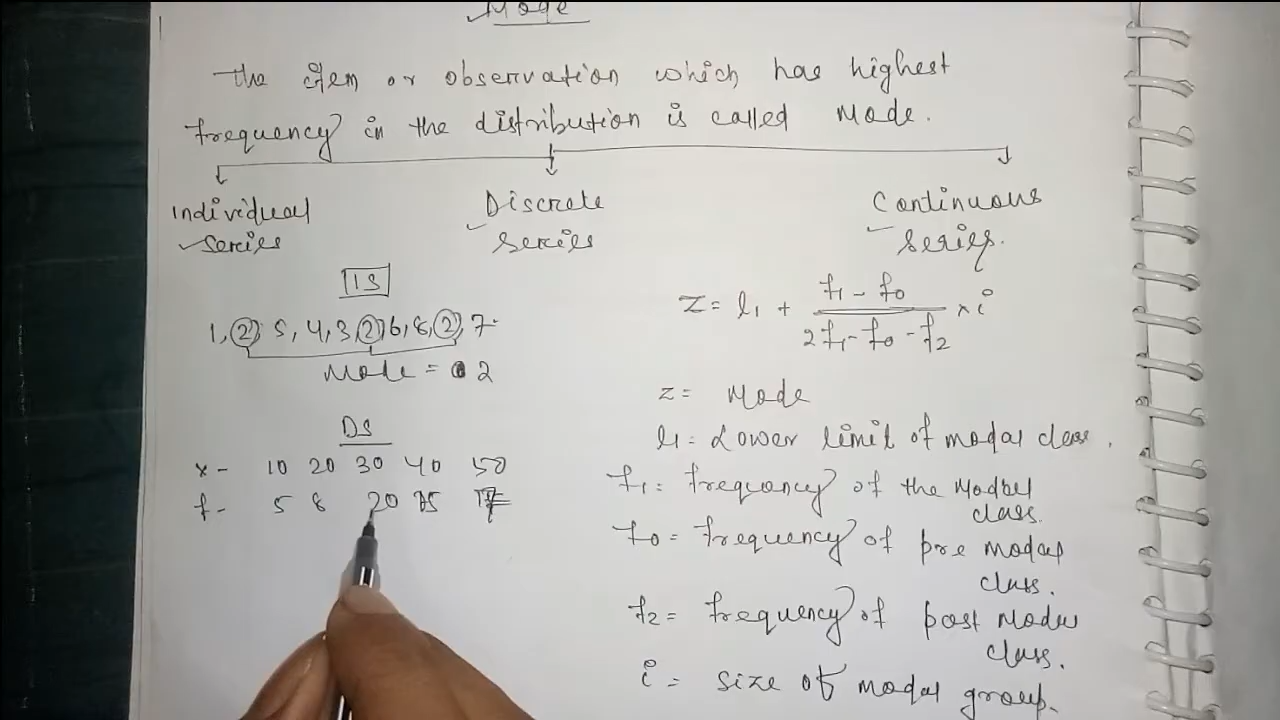 Mode
The item or observation which has highest
frequency in the distribution is called Mode.
Individual Series
Discrete Series
Continuous Series.
IS
1, 2, 5, 4, 3, 2, 6, 8, 2, 7
Mode = 2
DS
x - 10 20 30 40 50
f - 5 8 20
Z = l1 + f1 - f0 / 2f1 - f0 - f2 × i
Z = Mode
l1 = Lower limit of modal class.
f1 = frequency of the Modal
class.
f0 = frequency of pre modal
class.
f2 = frequency of post Modal
class.
i = size of modal group.